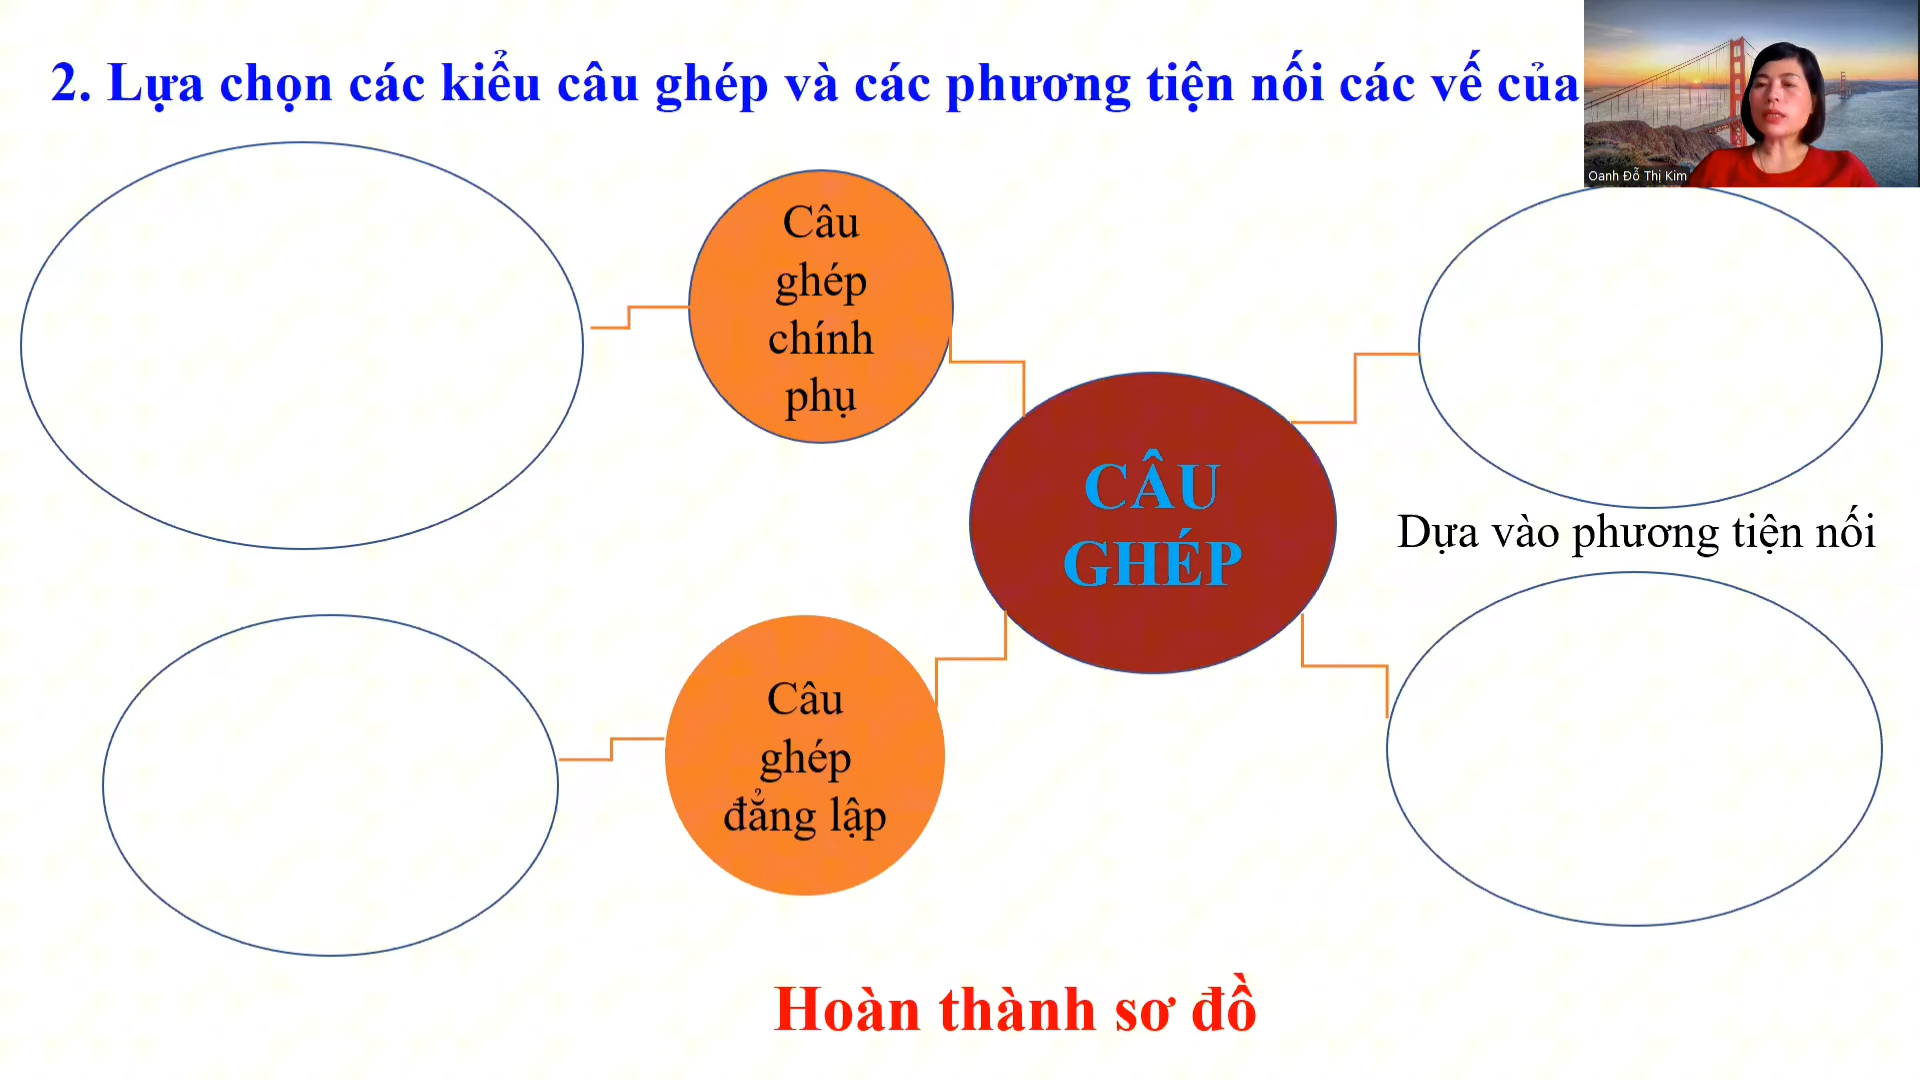 2. Lựa chọn các kiểu câu ghép và các phương tiện nối các vế của
Oanh Đỗ Thị Kim
Câu
ghép
chính
phụ
CÂU
GHÉP
Dựa vào phương tiện nối
Câu
ghép
đẳng lập
Hoàn thành sơ đồ